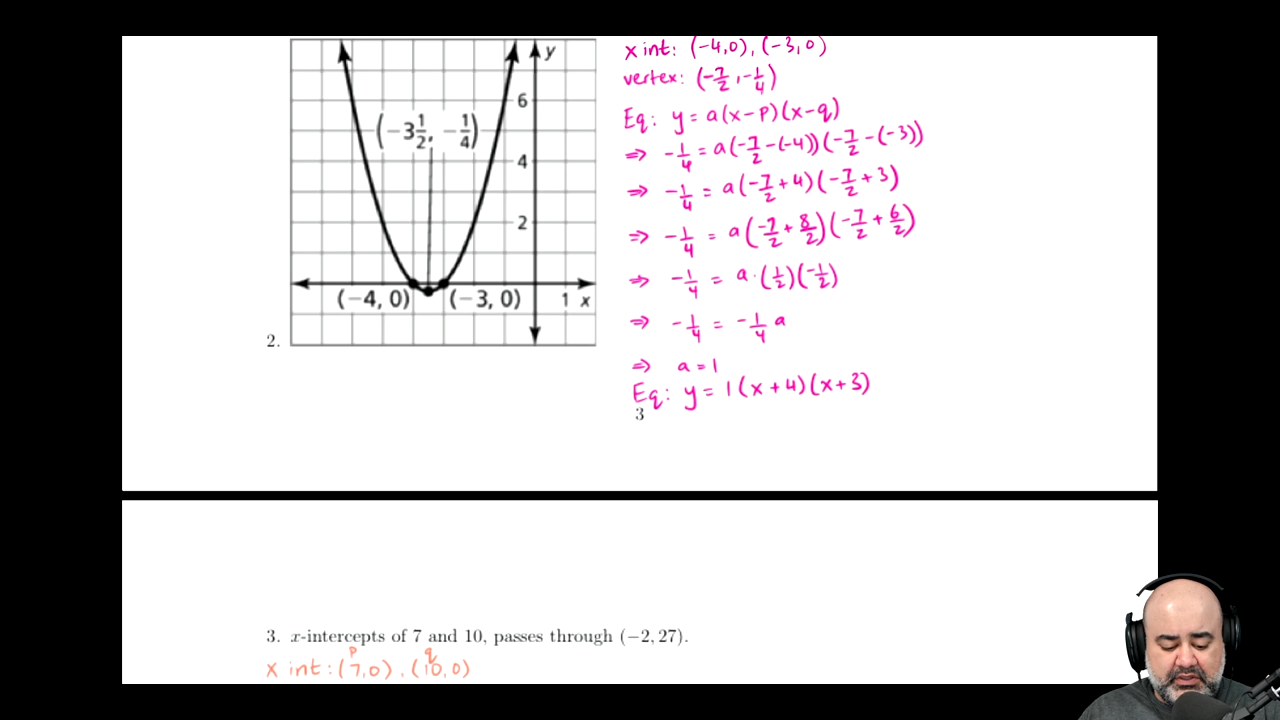 y
6
4
2
(−3 1/2, −1/4)
(−4, 0)
(−3, 0)
1 x
2.
x int: (-4,0), (-3,0)
vertex: (-7/2, -1/4)
Eq: y = a(x-p)(x-q)
⇒ -1/4 = a(-7/2-(-4))(-7/2-(-3))
⇒ -1/4 = a(-7/2+4)(-7/2+3)
⇒ -1/4 = a(-7/2+8/2)(-7/2+6/2)
⇒ -1/4 = a·(1/2)(-1/2)
⇒ -1/4 = -1/4 a
⇒ a = 1
Eq: y = 1(x+4)(x+3)
3
3. x-intercepts of 7 and 10, passes through (−2, 27).
p q
x int: (7,0), (10,0)